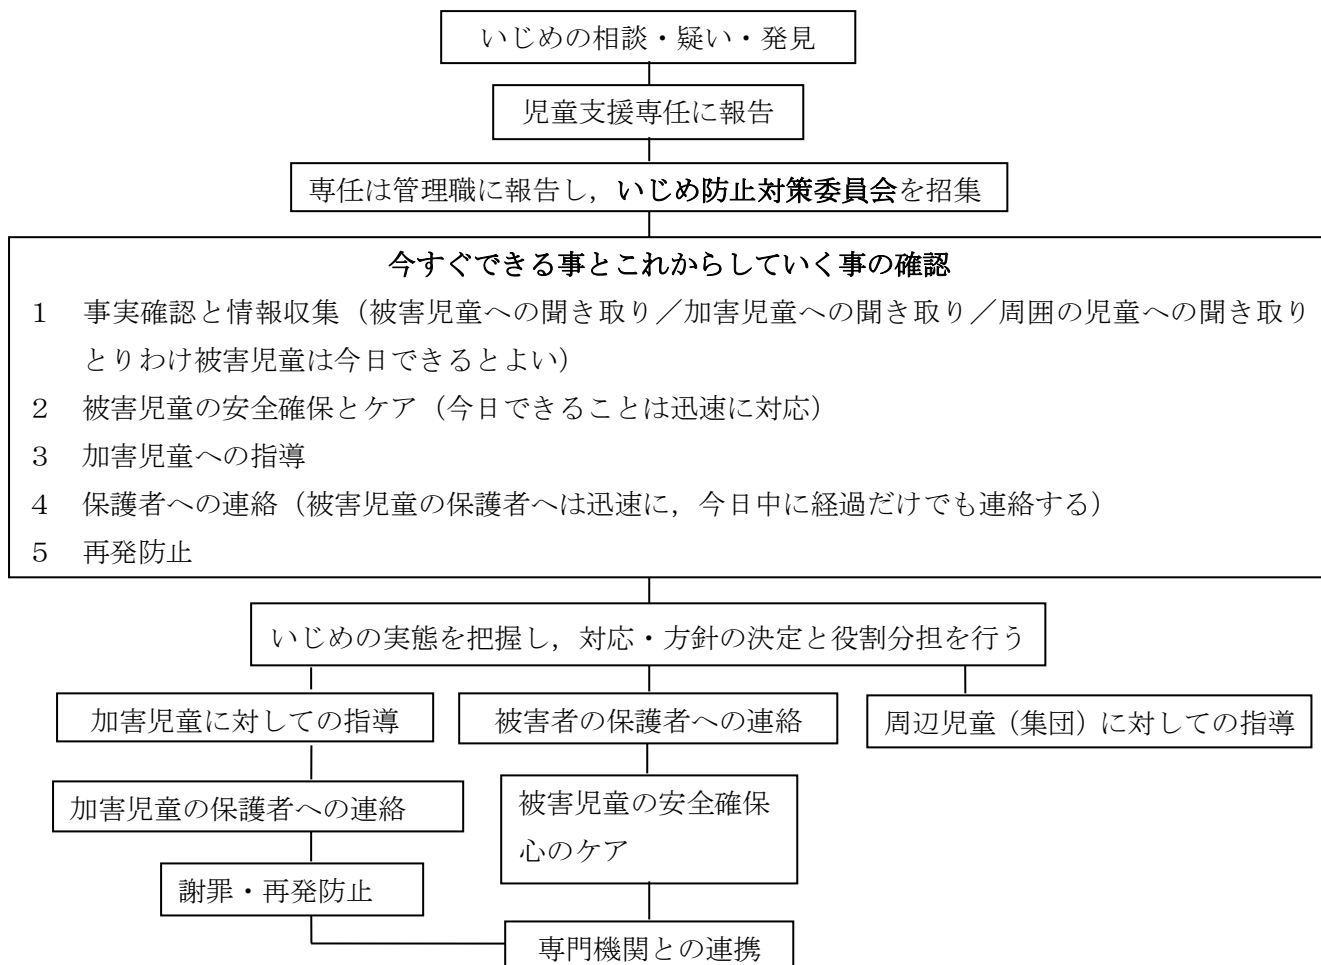 いじめの相談・疑い・発見
児童支援専任に報告
専任は管理職に報告し，いじめ防止対策委員会を招集
今すぐできる事とこれからしていく事の確認
１　事実確認と情報収集（被害児童への聞き取り／加害児童への聞き取り／周囲の児童への聞き取り
とりわけ被害児童は今日できるとよい）
２　被害児童の安全確保とケア（今日できることは迅速に対応）
３　加害児童への指導
４　保護者への連絡（被害児童の保護者へは迅速に，今日中に経過だけでも連絡する）
５　再発防止
いじめの実態を把握し，対応・方針の決定と役割分担を行う
加害児童に対しての指導
被害者の保護者への連絡
周辺児童（集団）に対しての指導
加害児童の保護者への連絡
被害児童の安全確保
心のケア
謝罪・再発防止
専門機関との連携